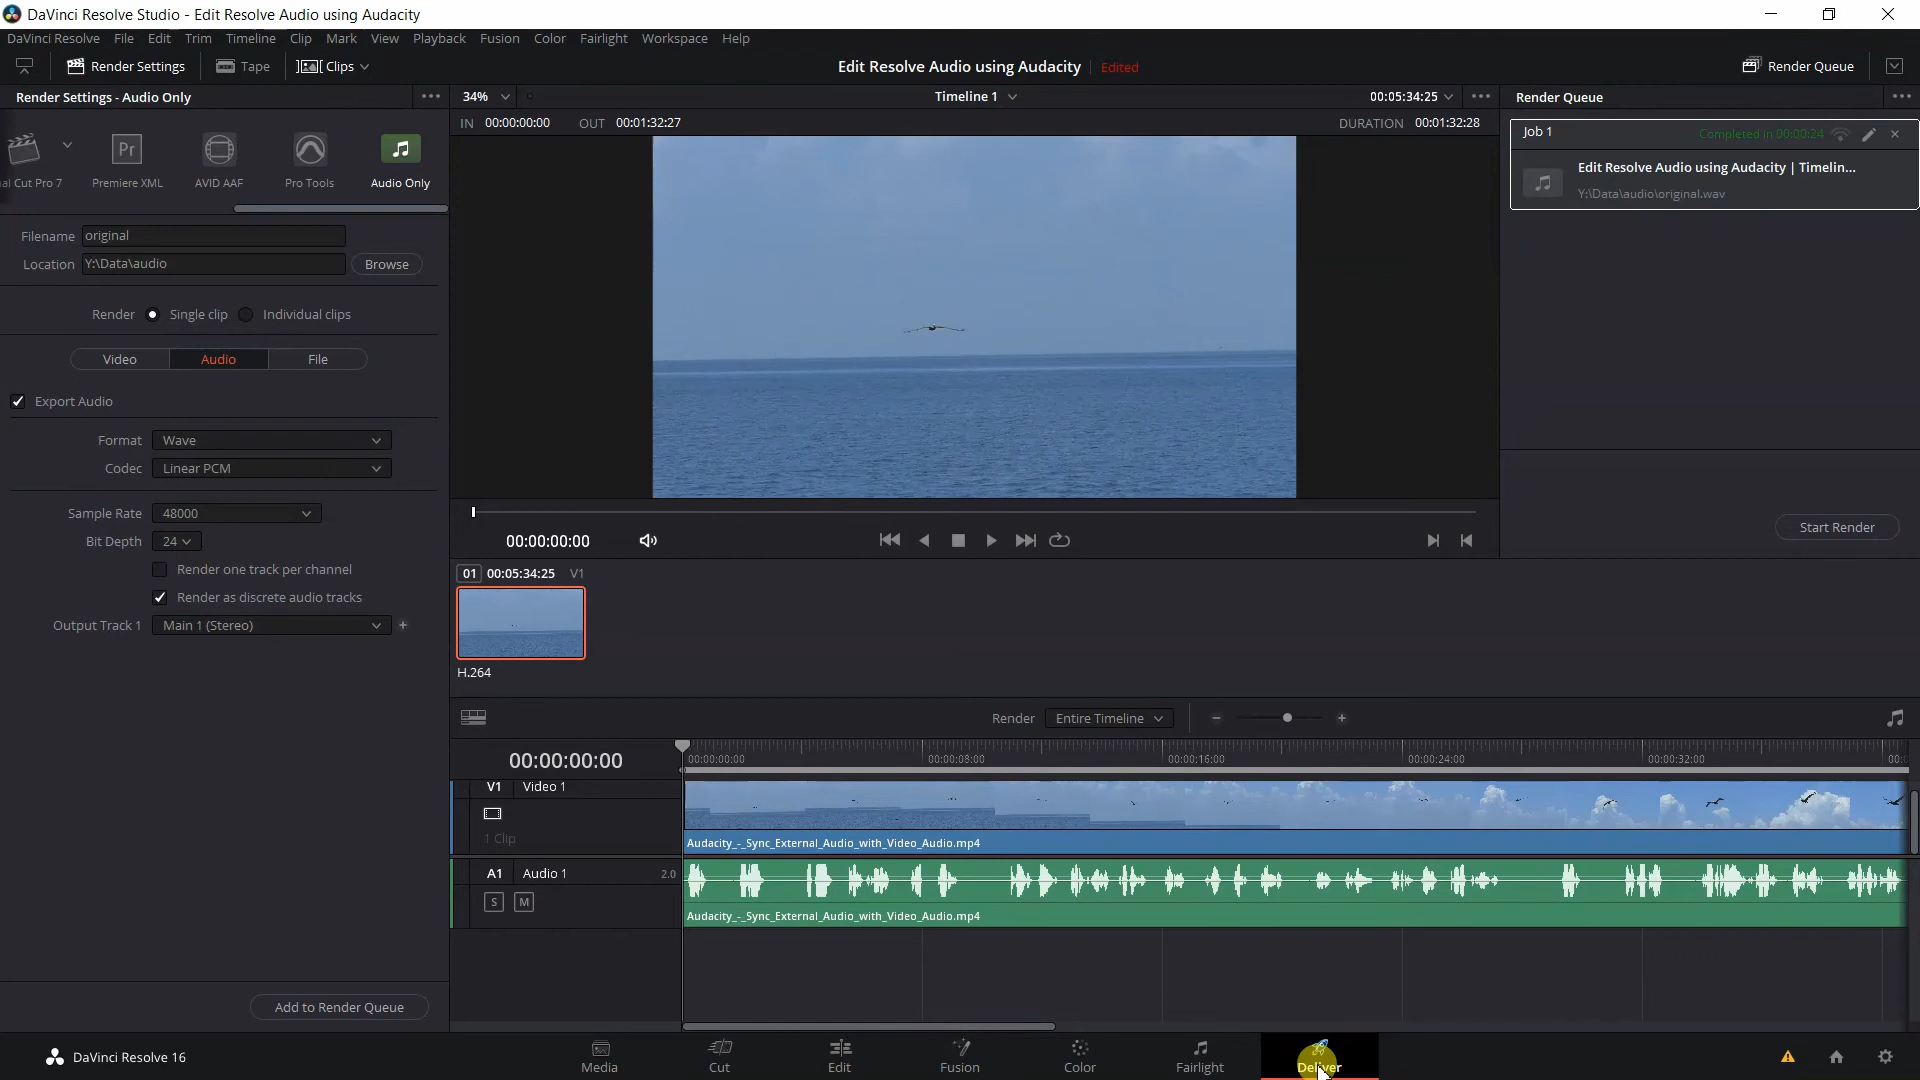 DaVinci Resolve Studio - Edit Resolve Audio using Audacity
DaVinci Resolve File Edit Trim Timeline Clip Mark View Playback Fusion Color Fairlight Workspace Help
Render Settings Tape Clips Edit Resolve Audio using Audacity Edited Render Queue
Render Settings - Audio Only 34% Timeline 1 00:05:34:25 Render Queue
IN 00:00:00:00 OUT 00:01:32:27 DURATION 00:01:32:28
Job 1 Completed in 00:00:24
Edit Resolve Audio using Audacity | Timelin...
Y:\Data\audio\original.wav
al Cut Pro 7 Premiere XML AVID AAF Pro Tools Audio Only
Pr
Filename original
Location Y:\Data\audio Browse
Render Single clip Individual clips
Video Audio File
Export Audio
Format Wave
Codec Linear PCM
Sample Rate 48000
Bit Depth 24
Render one track per channel
Render as discrete audio tracks
Output Track 1 Main 1 (Stereo)
Add to Render Queue
00:00:00:00
Start Render
01 00:05:34:25 V1
H.264
Render Entire Timeline
00:00:00:00 00:00:00:00 00:00:08:00 00:00:16:00 00:00:24:00 00:00:32:00 00:
V1 Video 1
1 Clip
Audacity_-_Sync_External_Audio_with_Video_Audio.mp4
A1 Audio 1 2.0
S M
Audacity_-_Sync_External_Audio_with_Video_Audio.mp4
DaVinci Resolve 16 Media Cut Edit Fusion Color Fairlight Deliver